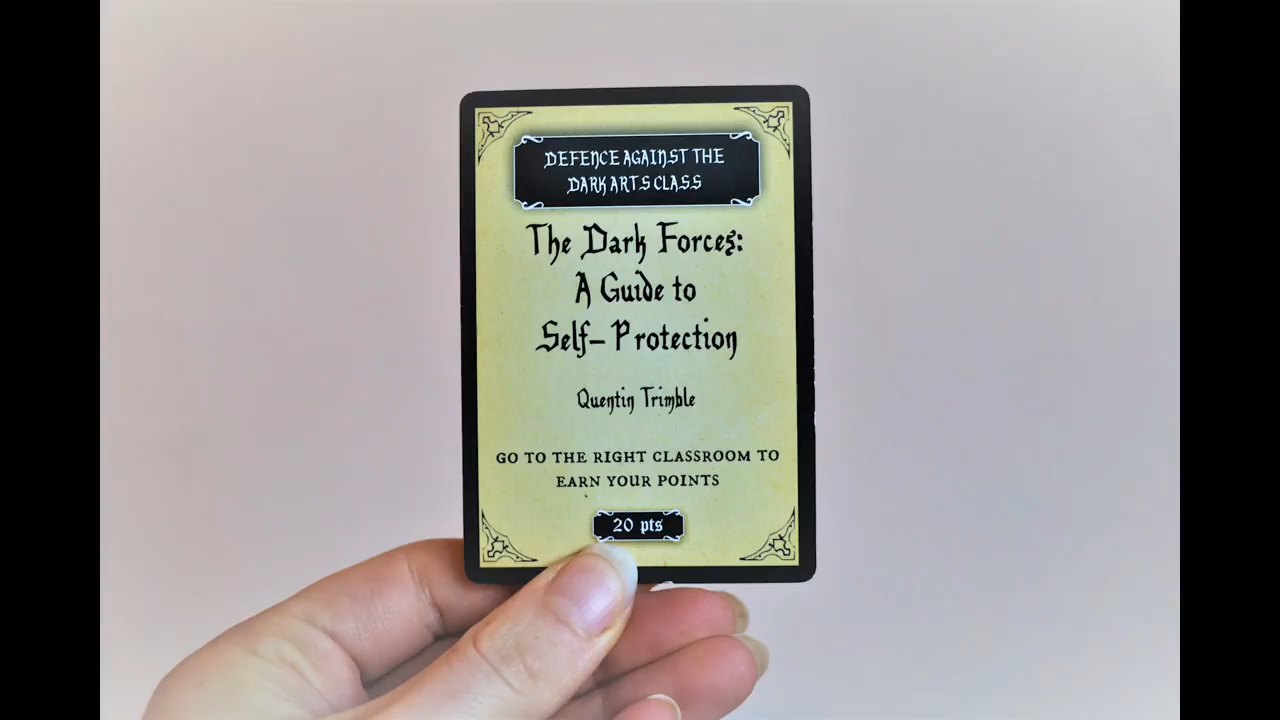 DEFENCE AGAINST THE
DARK ARTS CLASS
The Dark Forces:
A Guide to
Self- Protection
Quentin Trimble
GO TO THE RIGHT CLASSROOM TO
EARN YOUR POINTS
20 pts